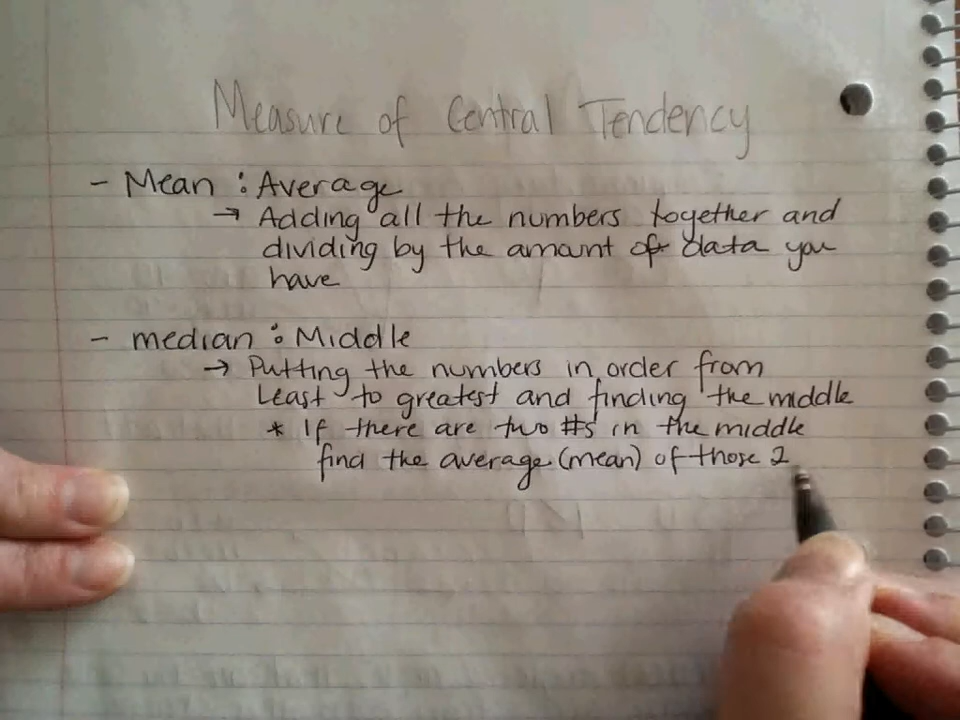 Measure of Central Tendency
- Mean : Average
→ Adding all the numbers together and
dividing by the amount of data you
have
- median : Middle
→ Putting the numbers in order from
Least to greatest and finding the middle
* If there are two #s in the middle
find the average (mean) of those 2